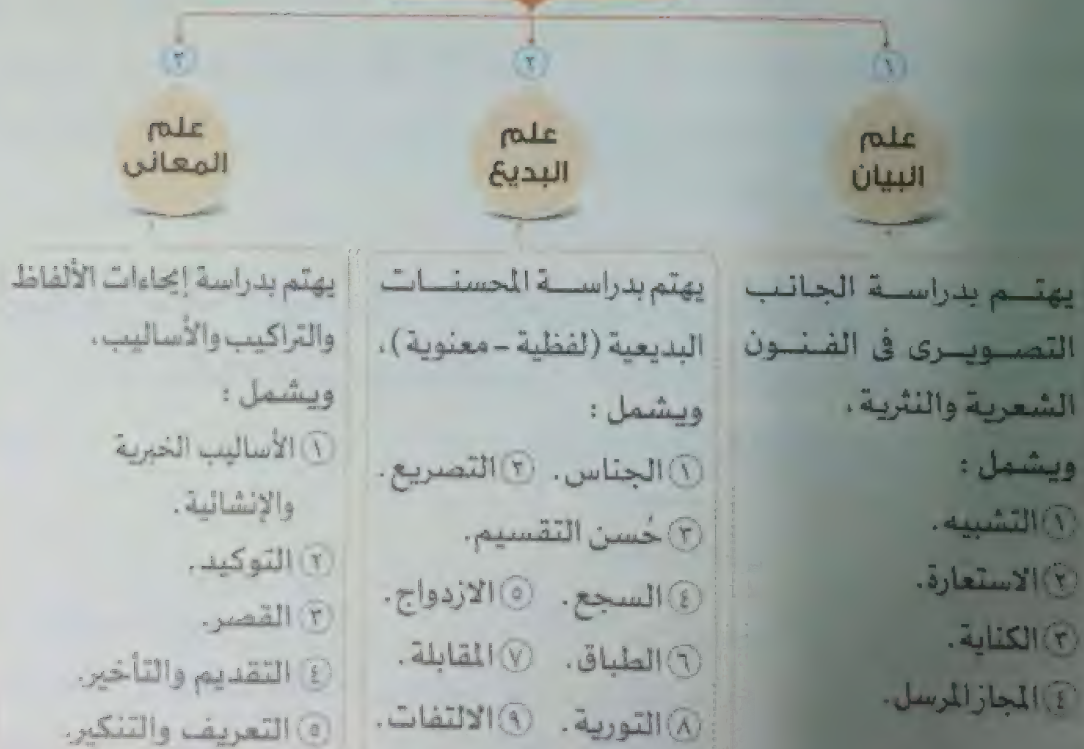 ١
علم
البيان
يهتم بدراسة الجانب
التصويرى فى الفنون
الشعرية والنثرية ،
ويشمل :
١ التشبيه.
٢ الاستعارة.
٣ الكناية.
٤ المجاز المرسل.
٢
علم
البديع
يهتم بدراسة المحسنات
البديعية (لفظية - معنوية) ،
ويشمل :
١ الجناس. ٢ التصريع.
٣ حُسن التقسيم.
٤ السجع. ٥ الازدواج.
٦ الطباق. ٧ المقابلة.
٨ التورية. ٩ الالتفات.
٣
علم
المعانى
يهتم بدراسة إيحاءات الألفاظ
والتراكيب والأساليب،
ويشمل :
١ الأساليب الخبرية
والإنشائية.
٢ التوكيد.
٣ القصر.
٤ التقديم والتأخير.
٥ التعريف والتنكير.